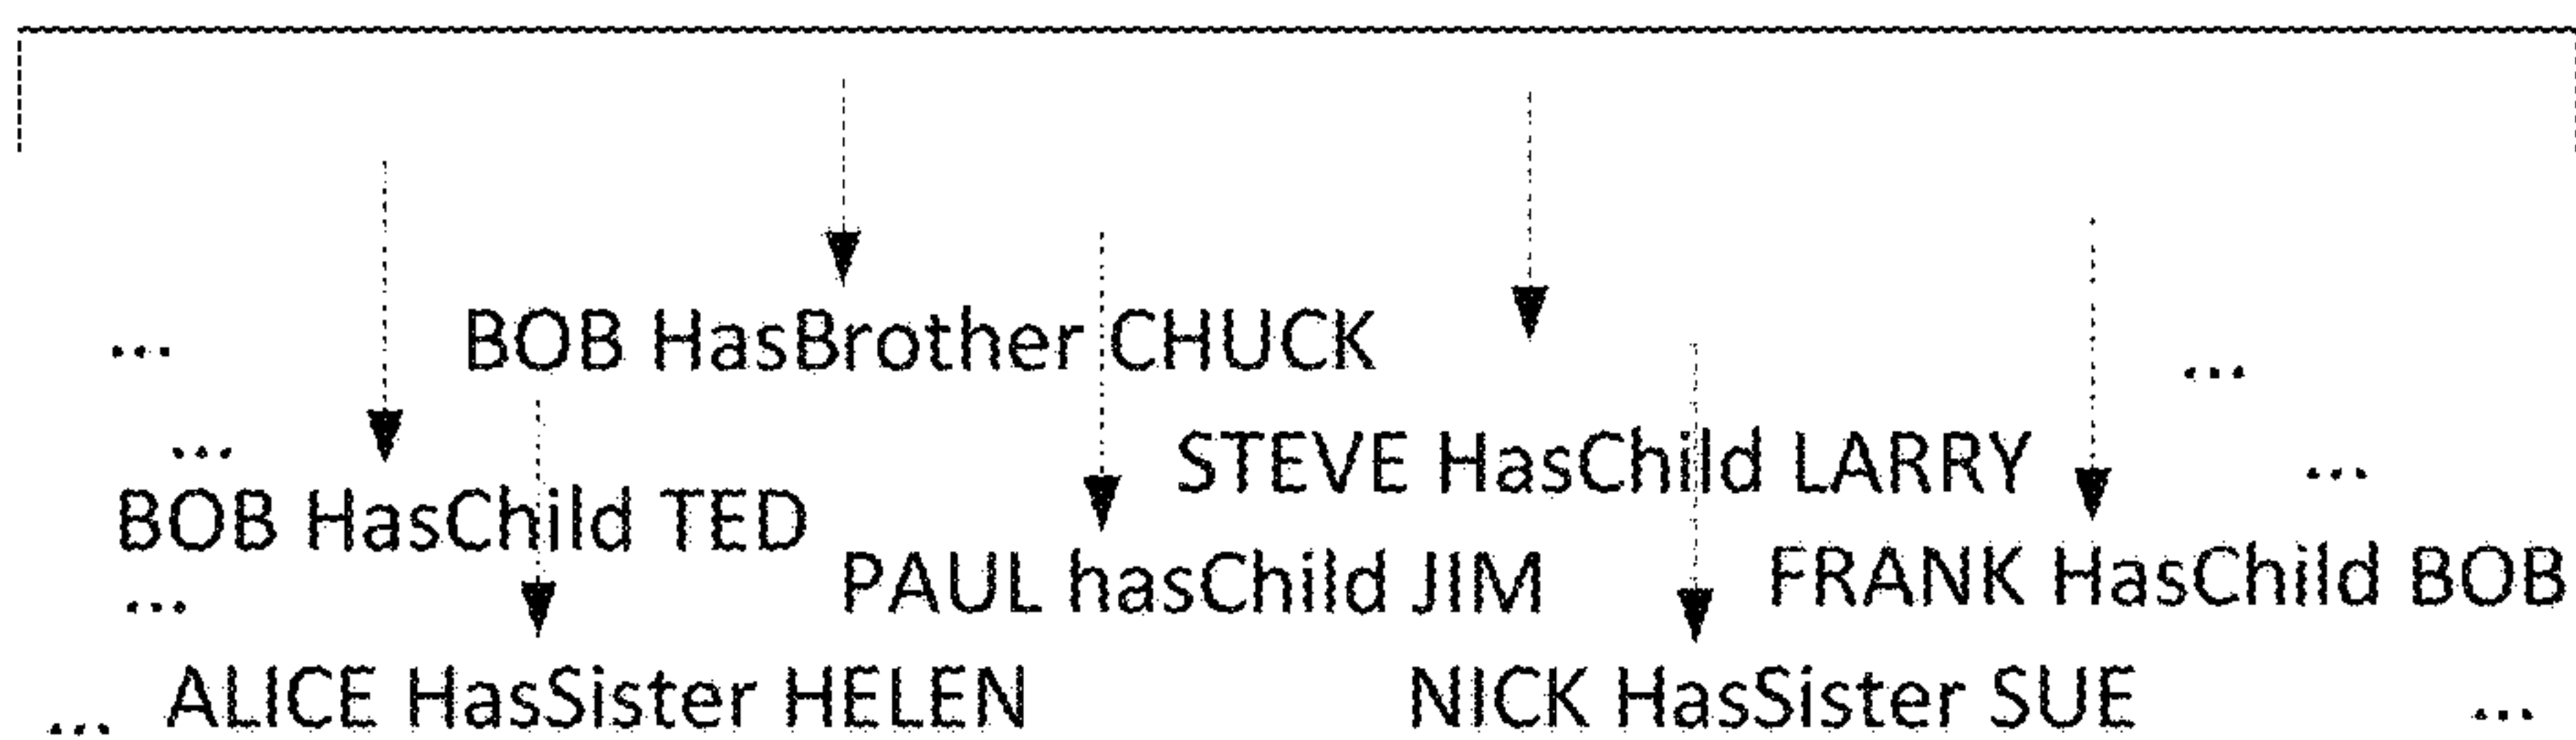 ... BOB HasBrother CHUCK ...
... STEVE HasChild LARRY ...
BOB HasChild TED
... PAUL hasChild JIM FRANK HasChild BOB
... ALICE HasSister HELEN NICK HasSister SUE ...